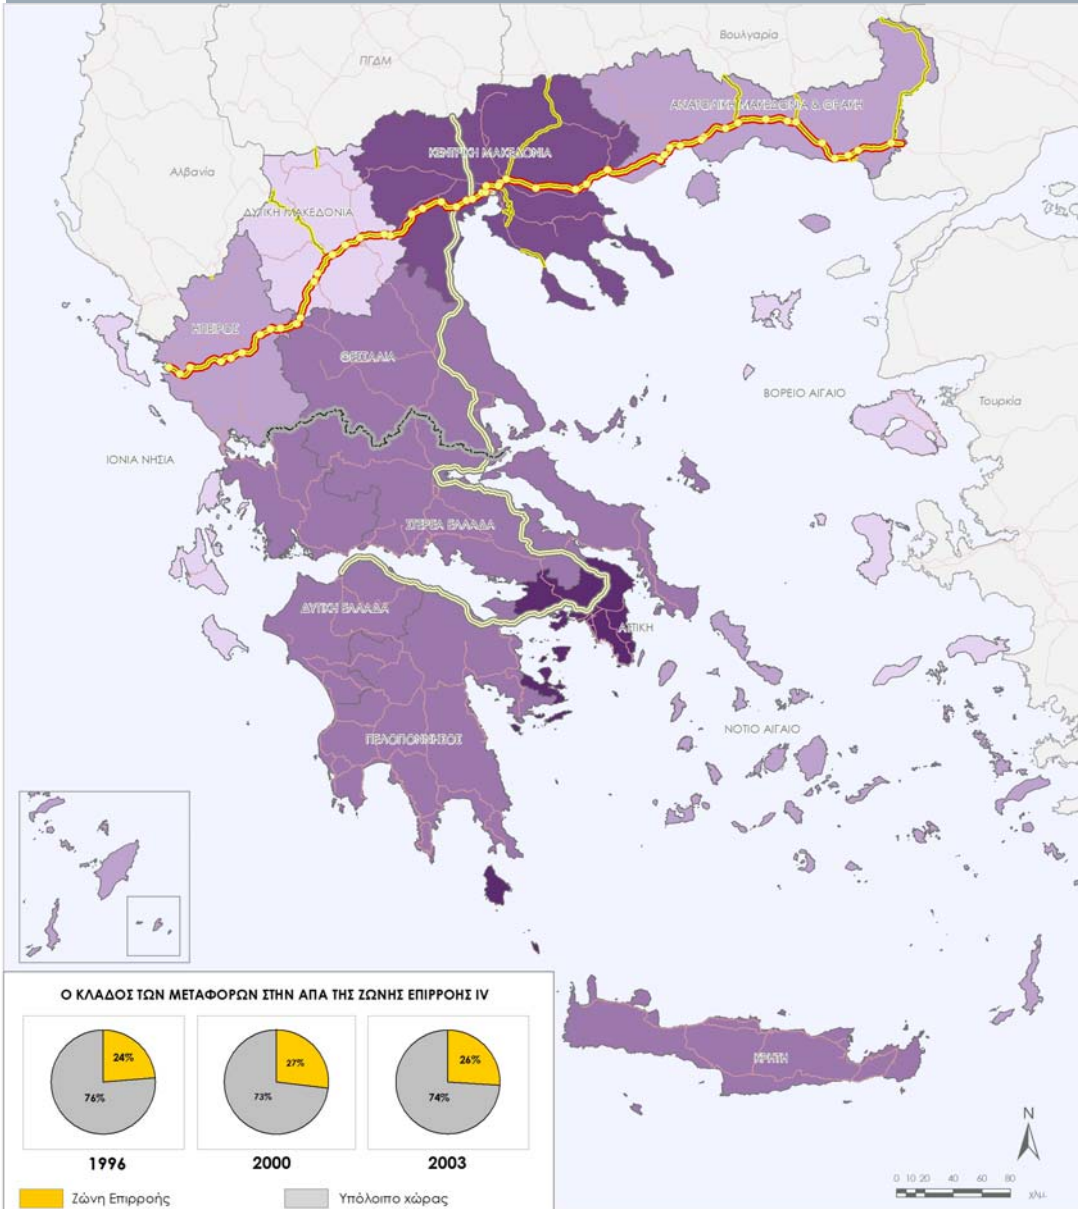 Βουλγαρία
ΠΓΔΜ
ΑΝΑΤΟΛΙΚΗ ΜΑΚΕΔΟΝΙΑ & ΘΡΑΚΗ
ΚΕΝΤΡΙΚΗ ΜΑΚΕΔΟΝΙΑ
Αλβανία
ΔΥΤΙΚΗ ΜΑΚΕΔΟΝΙΑ
ΗΠΕΙΡΟΣ
ΘΕΣΣΑΛΙΑ
ΒΟΡΕΙΟ ΑΙΓΑΙΟ
Τουρκία
ΙΟΝΙΑ ΝΗΣΙΑ
ΣΤΕΡΕΑ ΕΛΛΑΔΑ
ΔΥΤΙΚΗ ΕΛΛΑΔΑ
ΑΤΤΙΚΗ
ΝΟΤΙΟ ΑΙΓΑΙΟ
ΠΕΛΟΠΟΝΝΗΣΟΣ
Ο ΚΛΑΔΟΣ ΤΩΝ ΜΕΤΑΦΟΡΩΝ ΣΤΗΝ ΑΠΑ ΤΗΣ ΖΩΝΗΣ ΕΠΙΡΡΟΗΣ IV
24% 27% 26%
76% 73% 74%
1996 2000 2003
Ζώνη Επιρροής Υπόλοιπο χώρας
ΚΡΗΤΗ
N
0 10 20 40 60 80
χλμ.